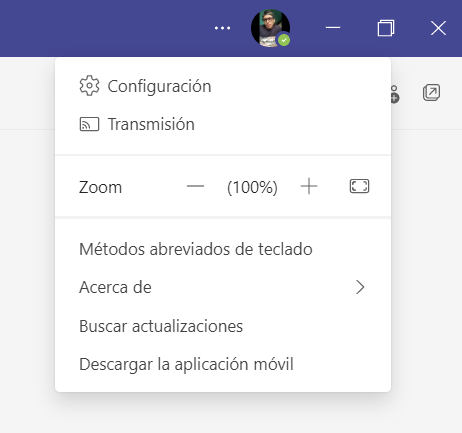 Configuración
Transmisión
Zoom (100%)
Métodos abreviados de teclado
Acerca de
Buscar actualizaciones
Descargar la aplicación móvil